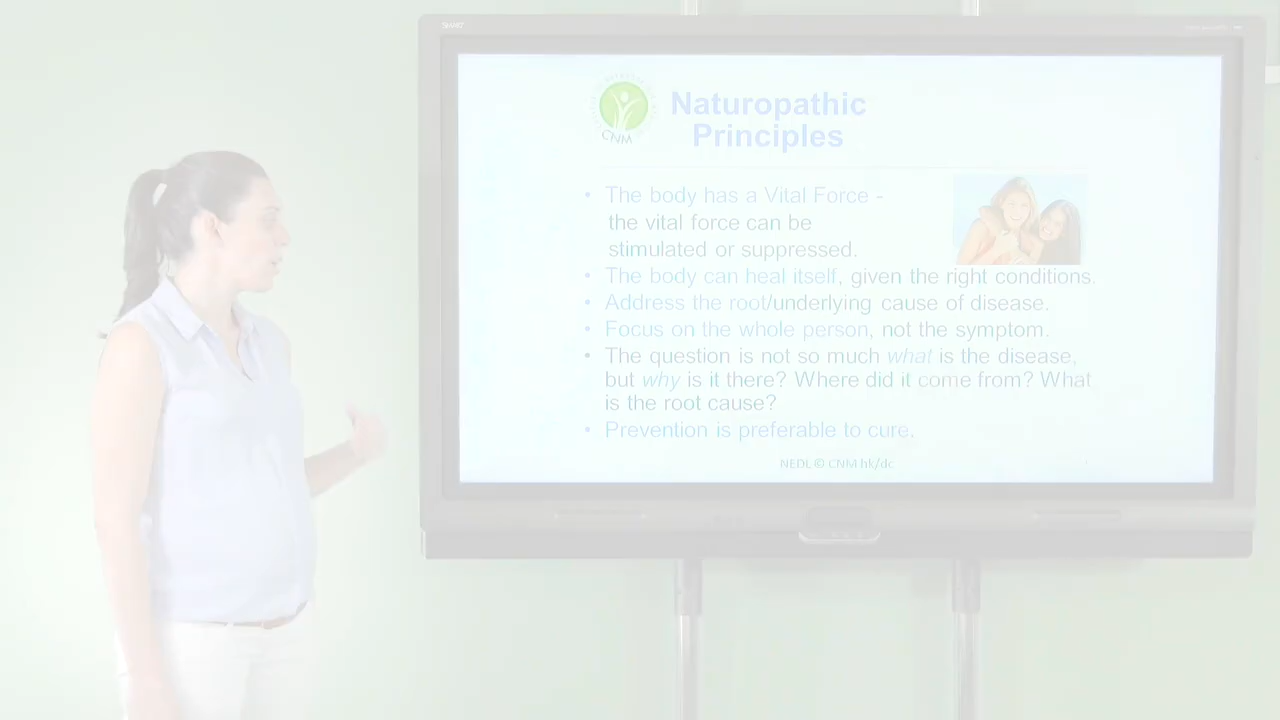 SMART
Naturopathic
Principles
CNM
• The body has a Vital Force -
the vital force can be
stimulated or suppressed.
• The body can heal itself, given the right conditions.
• Address the root/underlying cause of disease.
• Focus on the whole person, not the symptom.
• The question is not so much what is the disease,
but why is it there? Where did it come from? What
is the root cause?
• Prevention is preferable to cure.
NEDL © CNM hk/dc